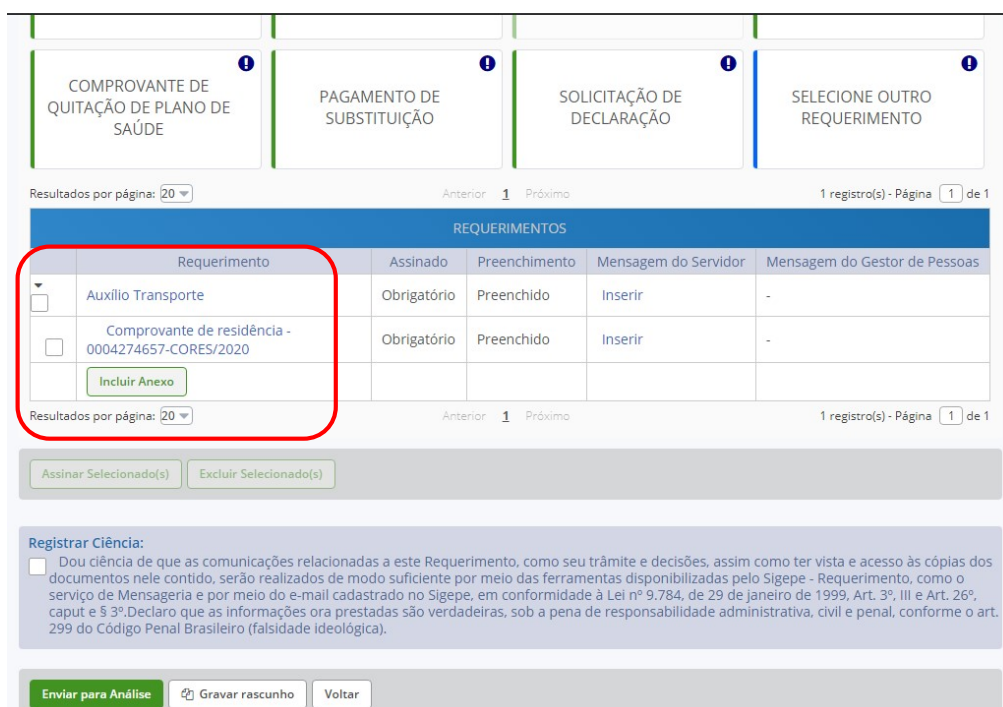 COMPROVANTE DE
QUITAÇÃO DE PLANO DE
SAÚDE
PAGAMENTO DE
SUBSTITUIÇÃO
SOLICITAÇÃO DE
DECLARAÇÃO
SELECIONE OUTRO
REQUERIMENTO
Resultados por página: 20 Anterior 1 Próximo 1 registro(s) - Página 1 de 1
REQUERIMENTOS
Requerimento Assinado Preenchimento Mensagem do Servidor Mensagem do Gestor de Pessoas
Auxílio Transporte Obrigatório Preenchido Inserir -
Comprovante de residência -
0004274657-CORES/2020 Obrigatório Preenchido Inserir -
Incluir Anexo
Resultados por página: 20 Anterior 1 Próximo 1 registro(s) - Página 1 de 1
Assinar Selecionado(s) Excluir Selecionado(s)
Registrar Ciência:
Dou ciência de que as comunicações relacionadas a este Requerimento, como seu trâmite e decisões, assim como ter vista e acesso às cópias dos
documentos nele contido, serão realizados de modo suficiente por meio das ferramentas disponibilizadas pelo Sigepe - Requerimento, como o
serviço de Mensageria e por meio do e-mail cadastrado no Sigepe, em conformidade à Lei nº 9.784, de 29 de janeiro de 1999, Art. 3º, III e Art. 26º,
caput e § 3º.Declaro que as informações ora prestadas são verdadeiras, sob a pena de responsabilidade administrativa, civil e penal, conforme o art.
299 do Código Penal Brasileiro (falsidade ideológica).
Enviar para Análise Gravar rascunho Voltar